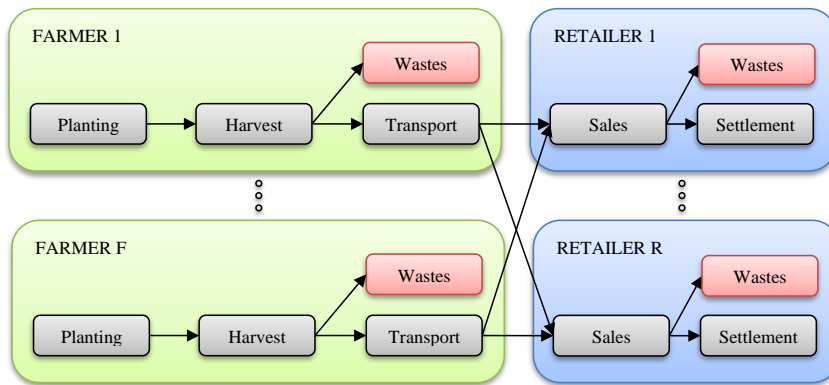 FARMER 1
RETAILER 1
Wastes
Wastes
Planting
Harvest
Transport
Sales
Settlement
FARMER F
RETAILER R
Wastes
Wastes
Planting
Harvest
Transport
Sales
Settlement